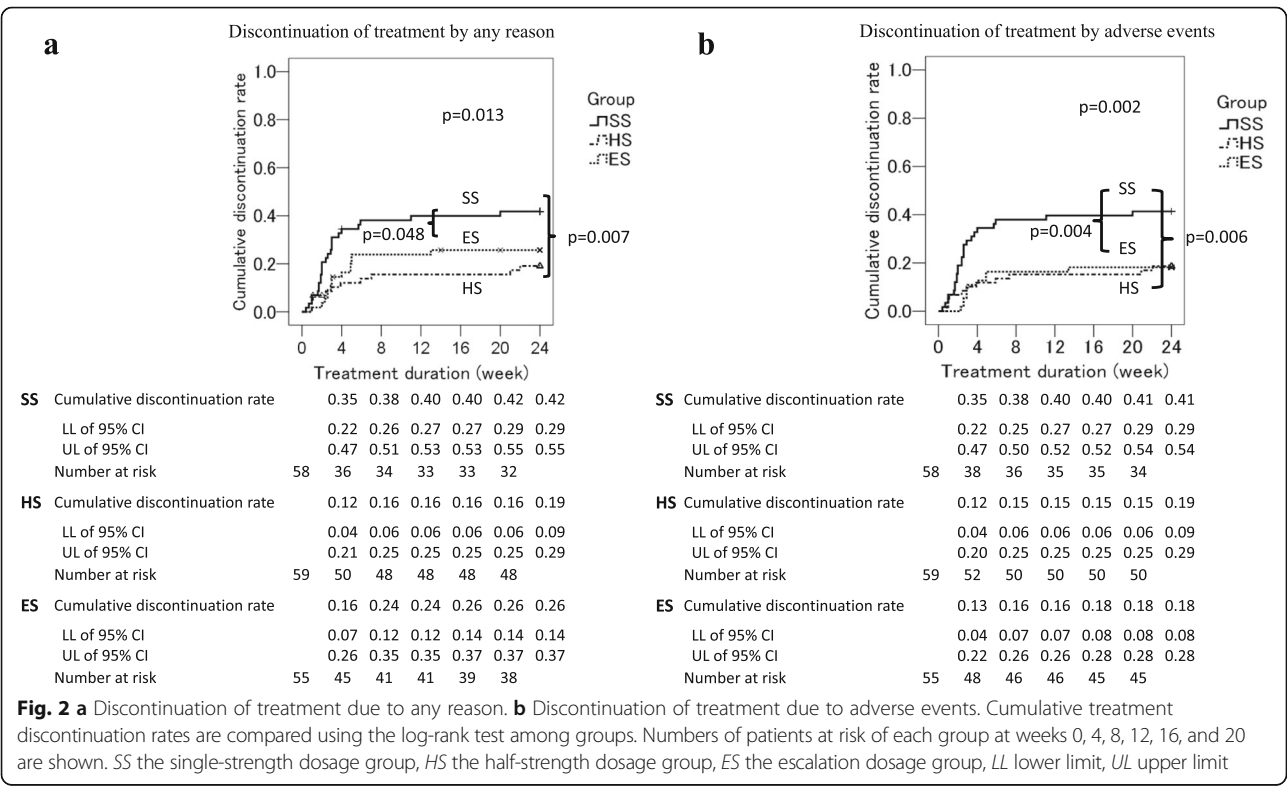 a
Discontinuation of treatment by any reason
Cumulative discontinuation rate
1.0
0.8
0.6
0.4
0.2
0.0
p=0.013
SS
p=0.048
ES
p=0.007
HS
Group
SS
HS
ES
0 4 8 12 16 20 24
Treatment duration (week)
SS Cumulative discontinuation rate 0.35 0.38 0.40 0.40 0.42 0.42
LL of 95% CI 0.22 0.26 0.27 0.27 0.29 0.29
UL of 95% CI 0.47 0.51 0.53 0.53 0.55 0.55
Number at risk 58 36 34 33 33 32
HS Cumulative discontinuation rate 0.12 0.16 0.16 0.16 0.16 0.19
LL of 95% CI 0.04 0.06 0.06 0.06 0.06 0.09
UL of 95% CI 0.21 0.25 0.25 0.25 0.25 0.29
Number at risk 59 50 48 48 48 48
ES Cumulative discontinuation rate 0.16 0.24 0.24 0.26 0.26 0.26
LL of 95% CI 0.07 0.12 0.12 0.14 0.14 0.14
UL of 95% CI 0.26 0.35 0.35 0.37 0.37 0.37
Number at risk 55 45 41 41 39 38
b
Discontinuation of treatment by adverse events
Cumulative discontinuation rate
1.0
0.8
0.6
0.4
0.2
0.0
p=0.002
SS
p=0.004
ES
p=0.006
HS
Group
SS
HS
ES
0 4 8 12 16 20 24
Treatment duration (week)
SS Cumulative discontinuation rate 0.35 0.38 0.40 0.40 0.41 0.41
LL of 95% CI 0.22 0.25 0.27 0.27 0.29 0.29
UL of 95% CI 0.47 0.50 0.52 0.52 0.54 0.54
Number at risk 58 38 36 35 35 34
HS Cumulative discontinuation rate 0.12 0.15 0.15 0.15 0.15 0.19
LL of 95% CI 0.04 0.06 0.06 0.06 0.06 0.09
UL of 95% CI 0.20 0.25 0.25 0.25 0.25 0.29
Number at risk 59 52 50 50 50 50
ES Cumulative discontinuation rate 0.13 0.16 0.16 0.18 0.18 0.18
LL of 95% CI 0.04 0.07 0.07 0.08 0.08 0.08
UL of 95% CI 0.22 0.26 0.26 0.28 0.28 0.28
Number at risk 55 48 46 46 45 45
Fig. 2 a Discontinuation of treatment due to any reason. b Discontinuation of treatment due to adverse events. Cumulative treatment
discontinuation rates are compared using the log-rank test among groups. Numbers of patients at risk of each group at weeks 0, 4, 8, 12, 16, and 20
are shown. SS the single-strength dosage group, HS the half-strength dosage group, ES the escalation dosage group, LL lower limit, UL upper limit